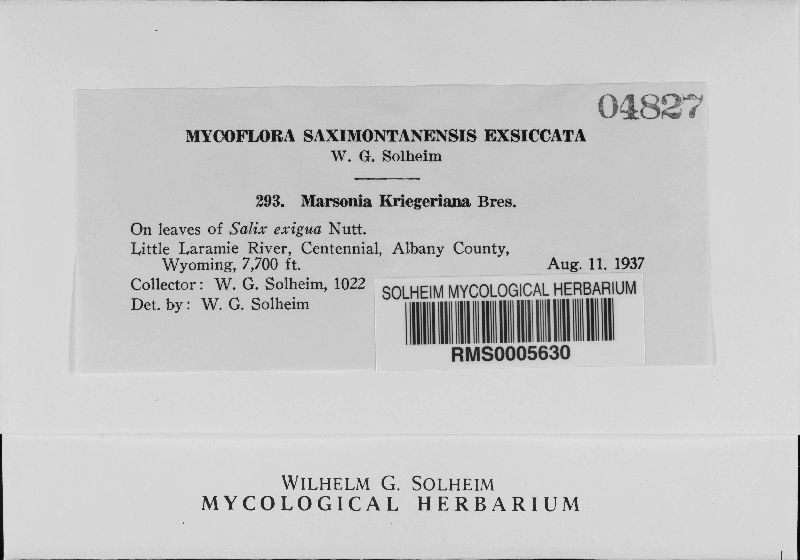 04827
MYCOFLORA SAXIMONTANENSIS EXSICCATA
W. G. Solheim
293. Marsonia Kriegeriana Bres.
On leaves of Salix exigua Nutt.
Little Laramie River, Centennial, Albany County,
Wyoming, 7,700 ft. Aug. 11, 1937
Collector: W. G. Solheim, 1022
Det. by: W. G. Solheim
SOLHEIM MYCOLOGICAL HERBARIUM
RMS0005630
WILHELM G. SOLHEIM
MYCOLOGICAL HERBARIUM